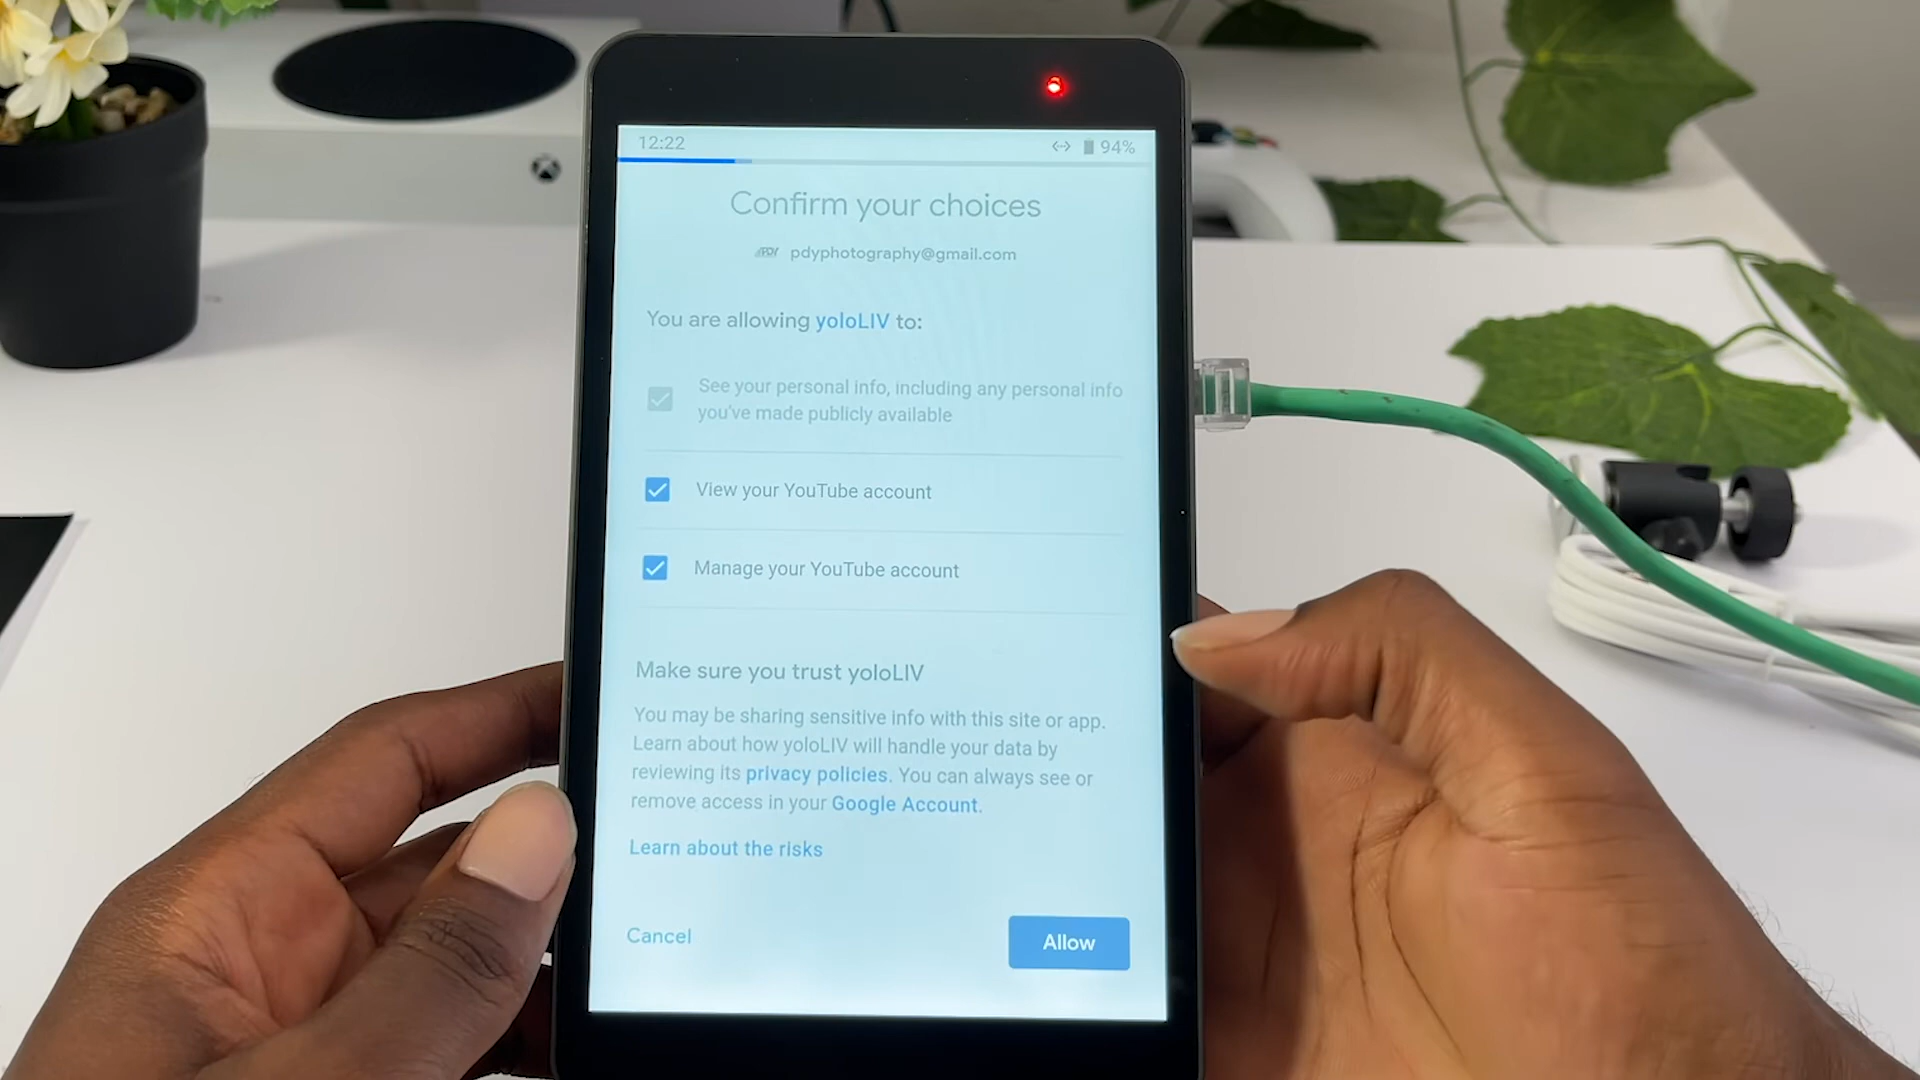 12:22
94%
Confirm your choices
PDY pdyphotography@gmail.com
You are allowing yoloLIV to:
See your personal info, including any personal info
you've made publicly available
View your YouTube account
Manage your YouTube account
Make sure you trust yoloLIV
You may be sharing sensitive info with this site or app.
Learn about how yoloLIV will handle your data by
reviewing its privacy policies. You can always see or
remove access in your Google Account.
Learn about the risks
Cancel
Allow